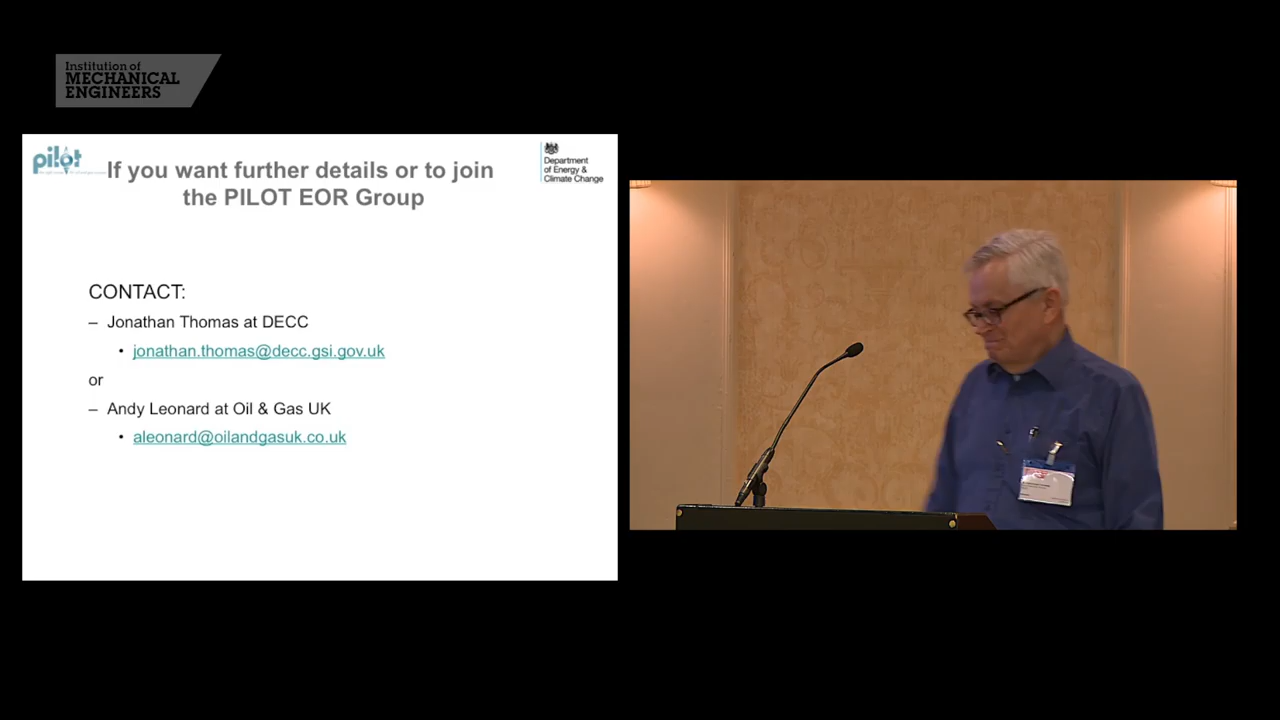 Institution of
MECHANICAL
ENGINEERS
pilot
If you want further details or to join
the PILOT EOR Group
Department
of Energy &
Climate Change
CONTACT:
– Jonathan Thomas at DECC
• jonathan.thomas@decc.gsi.gov.uk
or
– Andy Leonard at Oil & Gas UK
• aleonard@oilandgasuk.co.uk